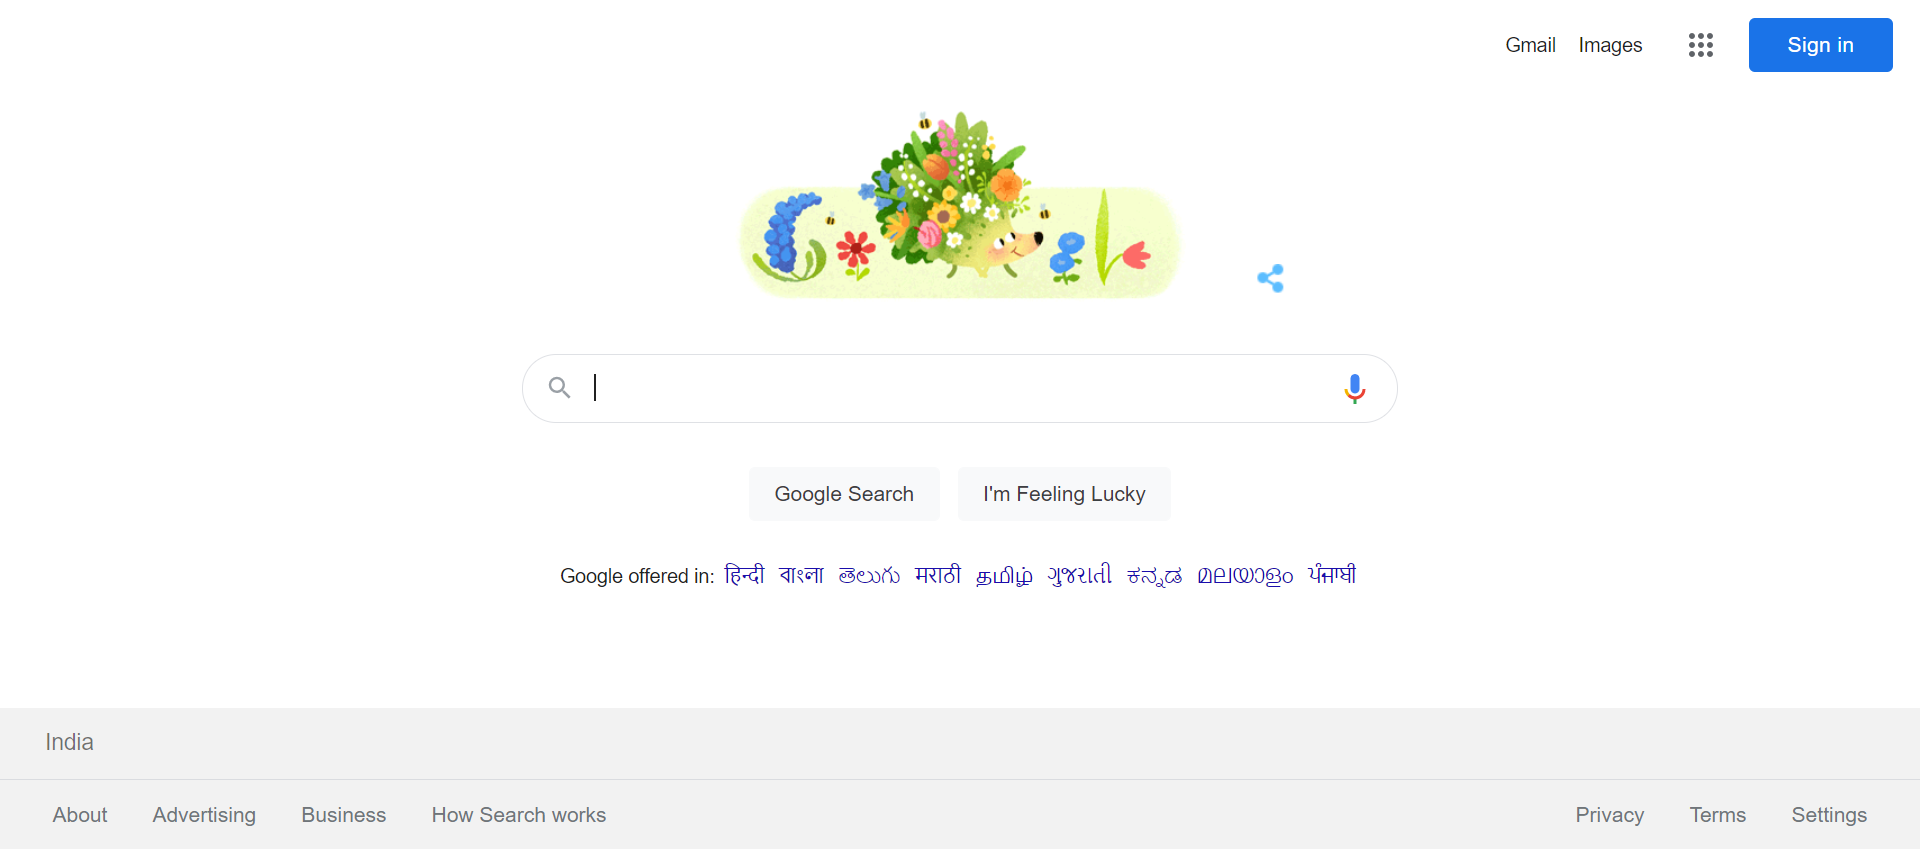 Gmail Images Sign in
Google Search I'm Feeling Lucky
Google offered in: हिन्दी বাংলা తెలుగు मराठी தமிழ் ગુજરાતી ಕನ್ನಡ മലയാളം ਪੰਜਾਬੀ
India
About Advertising Business How Search works Privacy Terms Settings